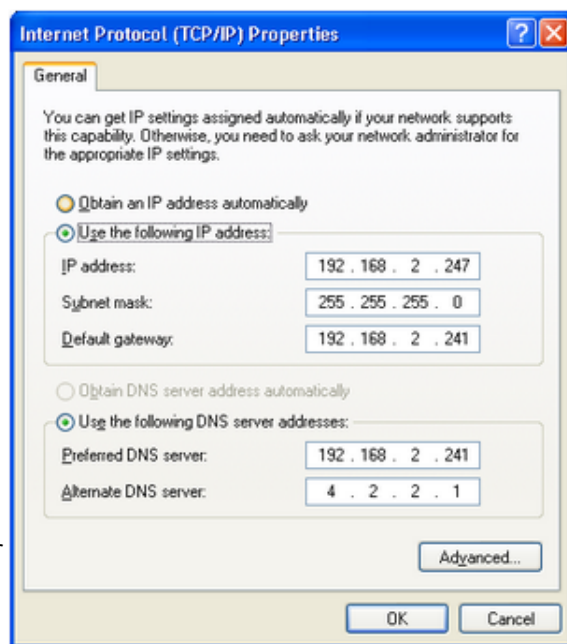 Internet Protocol (TCP/IP) Properties
General
You can get IP settings assigned automatically if your network supports
this capability. Otherwise, you need to ask your network administrator for
the appropriate IP settings.
Obtain an IP address automatically
Use the following IP address:
IP address: 192 . 168 . 2 . 247
Subnet mask: 255 . 255 . 255 . 0
Default gateway: 192 . 168 . 2 . 241
Obtain DNS server address automatically
Use the following DNS server addresses:
Preferred DNS server: 192 . 168 . 2 . 241
Alternate DNS server: 4 . 2 . 2 . 1
Advanced...
OK Cancel